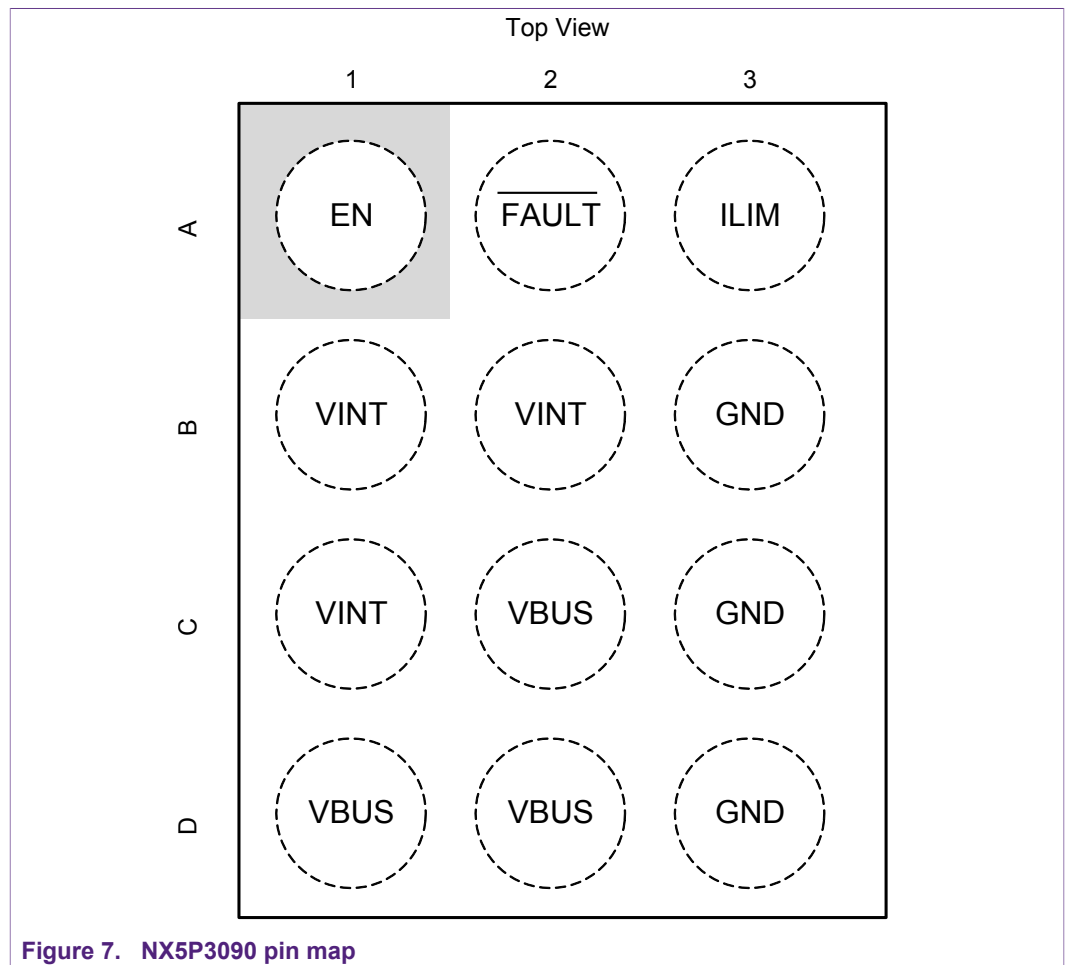 Top View
1 2 3
A EN FAULT ILIM
B VINT VINT GND
C VINT VBUS GND
D VBUS VBUS GND
Figure 7. NX5P3090 pin map